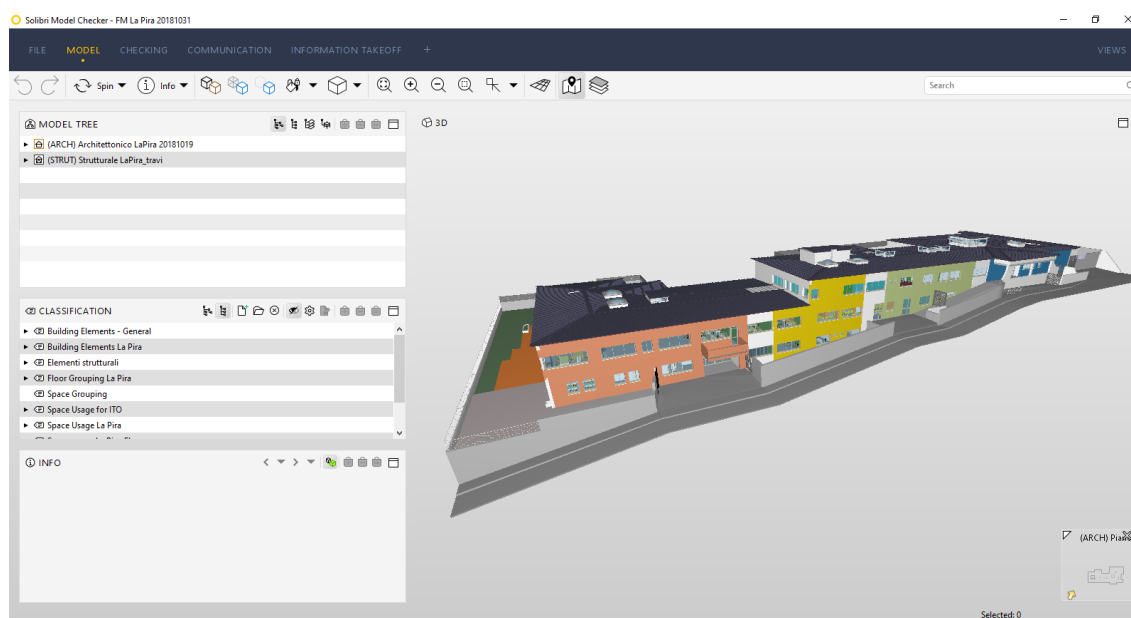 Solibri Model Checker - FM La Pira 20181031
FILE MODEL CHECKING COMMUNICATION INFORMATION TAKEOFF + VIEWS
Spin Info Search
MODEL TREE
(ARCH) Architettonico LaPira 20181019
(STRUT) Strutturale LaPira_travi
CLASSIFICATION
Building Elements - General
Building Elements La Pira
Elementi strutturali
Floor Grouping La Pira
Space Grouping
Space Usage for ITO
Space Usage La Pira
INFO
3D
(ARCH) Pia
Selected: 0